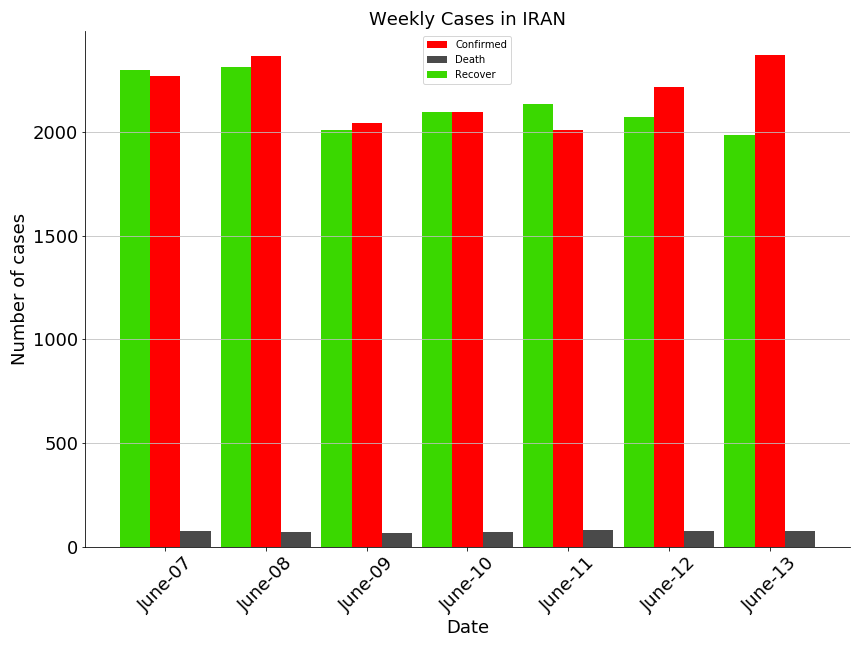 Weekly Cases in IRAN
Confirmed
Death
Recover
Number of cases
2000
1500
1000
500
0
June-07
June-08
June-09
June-10
June-11
June-12
June-13
Date